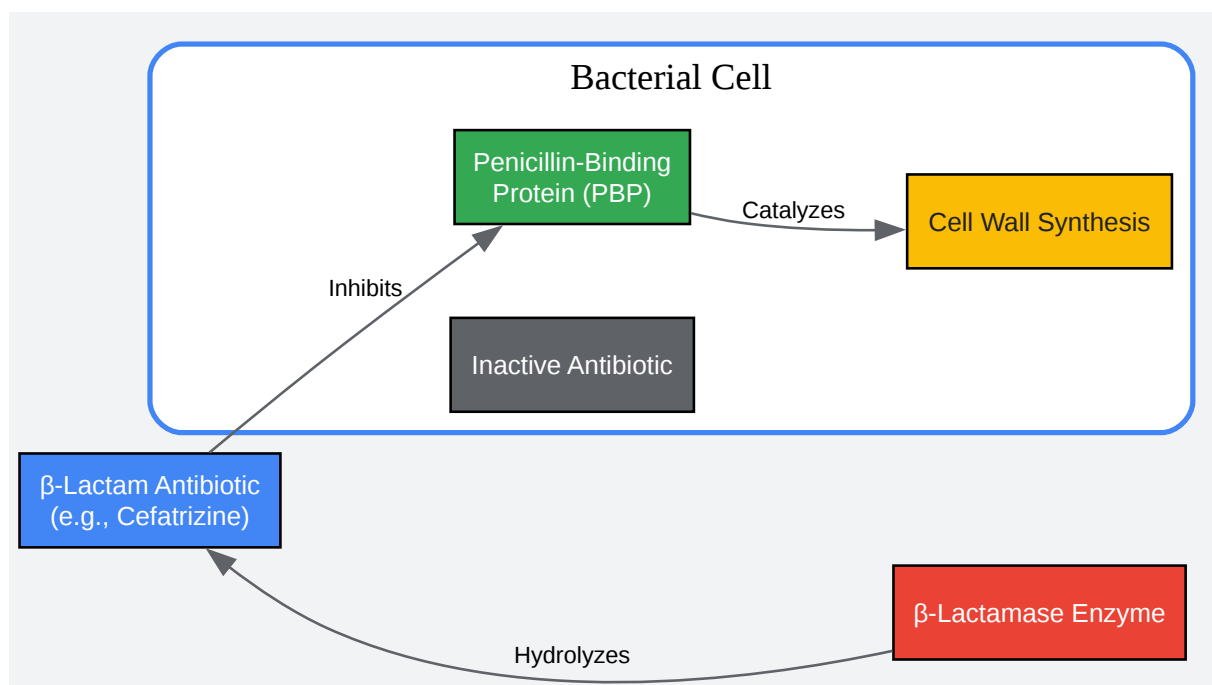 Bacterial Cell
Penicillin-Binding
Protein (PBP)
Catalyzes
Cell Wall Synthesis
Inhibits
Inactive Antibiotic
β-Lactam Antibiotic
(e.g., Cefatrizine)
β-Lactamase Enzyme
Hydrolyzes